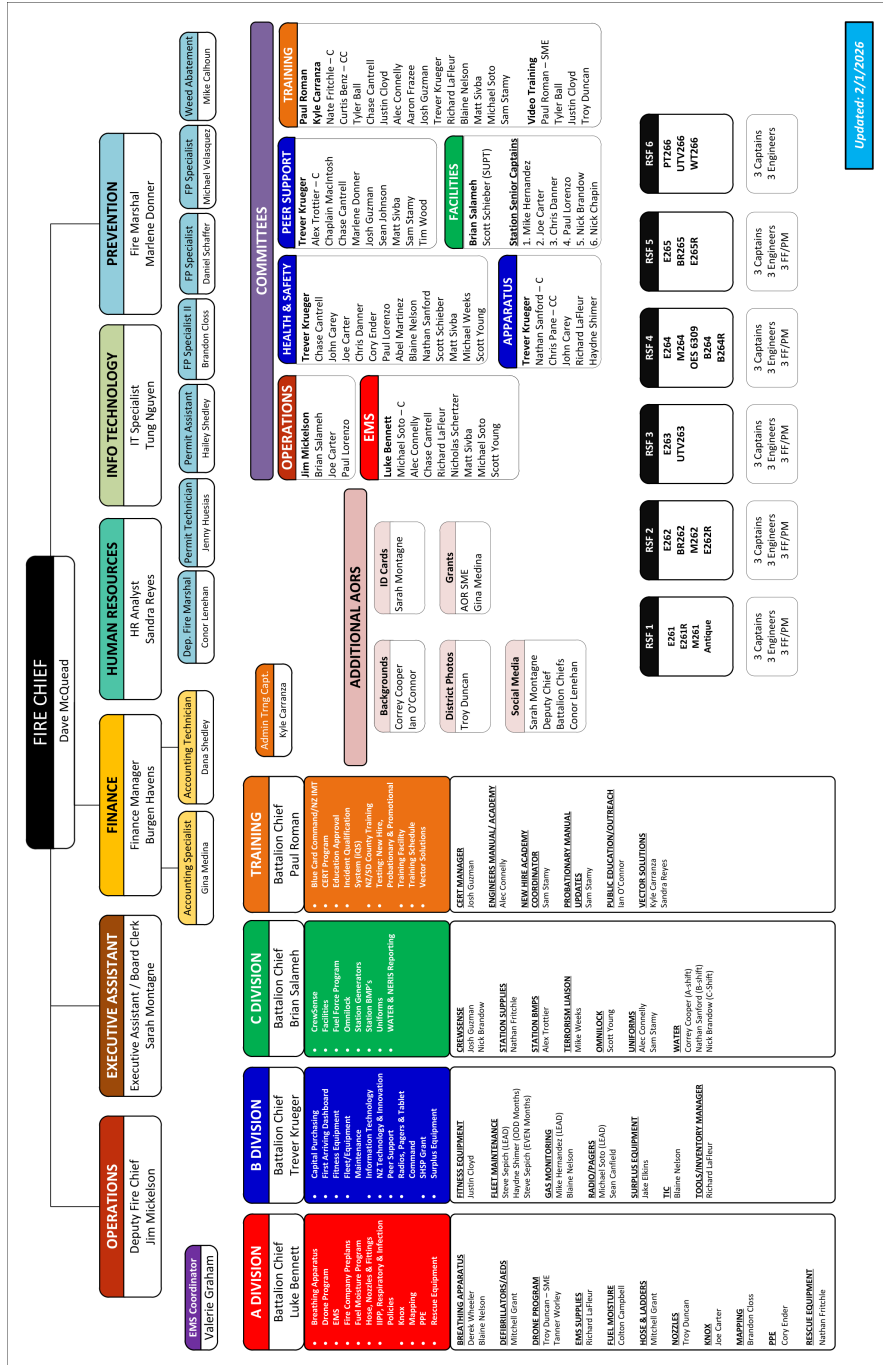 FIRE CHIEF
Dave McQuead
OPERATIONS
Deputy Fire Chief
Jim Mickelson
EXECUTIVE ASSISTANT
Executive Assistant / Board Clerk
Sarah Montagne
FINANCE
Finance Manager
Burgen Havens
HUMAN RESOURCES
HR Analyst
Sandra Reyes
INFO TECHNOLOGY
IT Specialist
Tung Nguyen
PREVENTION
Fire Marshal
Marlene Donner
EMS Coordinator
Valerie Graham
Accounting Specialist
Gina Medina
Accounting Technician
Dana Shedley
Dep. Fire Marshal
Conor Lenehan
Permit Technician
Jenny Huesias
Permit Assistant
Hailey Shedley
FP Specialist II
Brandon Closs
FP Specialist
Daniel Schaffer
FP Specialist
Michael Velasquez
Weed Abatement
Mike Calhoun
A DIVISION
Battalion Chief
Luke Bennett
• Breathing Apparatus
• Drone Program
• EMS
• Fire Company Preplans
• Fuel Moisture Program
• Hose, Nozzles & Fittings
• IIPP, Respiratory & Infection
Policies
• Knox
• Mapping
• PPE
• Rescue Equipment
BREATHING APPARATUS
Derek Wheeler
Blaine Nelson
DEFIBRILLATORS/AEDS
Mitchell Grant
DRONE PROGRAM
Troy Duncan – SME
Tanner Worley
EMS SUPPLIES
Richard LaFleur
FUEL MOISTURE
Colton Campbell
HOSE & LADDERS
Mitchell Grant
NOZZLES
Troy Duncan
KNOX
Joe Carter
MAPPING
Brandon Closs
PPE
Cory Ender
RESCUE EQUIPMENT
Nathan Fritchle
B DIVISION
Battalion Chief
Trever Krueger
• Capital Purchasing
• First Arriving Dashboard
• Fitness Equipment
• Fleet/Equipment
Maintenance
• Information Technology
• NZ Technology & Innovation
• Peer Support
• Radios, Pagers & Tablet
Command
• SHSP Grant
• Surplus Equipment
FITNESS EQUIPMENT
Justin Cloyd
FLEET MAINTENANCE
Steve Sepich (LEAD)
Haydne Shimer (ODD Months)
Steve Sepich (EVEN Months)
GAS MONITORING
Mike Hernandez (LEAD)
Blaine Nelson
RADIO/PAGERS
Michael Soto (LEAD)
Sean Canfield
SURPLUS EQUIPMENT
Jake Elkins
TIC
Blaine Nelson
TOOLS/INVENTORY MANAGER
Richard LaFleur
C DIVISION
Battalion Chief
Brian Salameh
• CrewSense
• Facilities
• Fuel Force Program
• Omnilock
• Station Generators
• Station BMP's
• Uniforms
• WATER & NERIS Reporting
CREWSENSE
Josh Guzman
Nick Brandow
STATION SUPPLIES
Nathan Fritchle
STATION BMPS
Alex Trottier
TERRORISM LIAISON
Mike Weeks
OMNILOCK
Scott Young
UNIFORMS
Alec Connelly
Sam Stamy
WATER
Correy Cooper (A-shift)
Nathan Sanford (B-shift)
Nick Brandow (C-Shift)
TRAINING
Battalion Chief
Paul Roman
• Blue Card Command/NZ IMT
• CERT Program
• Education Approval
• Incident Qualification
System (IQS)
• NZ/SD County Training
• Testing: New Hire,
Probationary & Promotional
• Training Facility
• Training Schedule
• Vector Solutions
CERT MANAGER
Josh Guzman
ENGINEERS MANUAL/ ACADEMY
Alec Connelly
NEW HIRE ACADEMY
COORDINATOR
Sam Stamy
PROBATIONARY MANUAL
UPDATES
Sam Stamy
PUBLIC EDUCATION/OUTREACH
Ian O'Connor
VECTOR SOLUTIONS
Kyle Carranza
Sandra Reyes
Admin Trng Capt.
Kyle Carranza
ADDITIONAL AORS
Backgrounds
Correy Cooper
Ian O'Connor
ID Cards
Sarah Montagne
District Photos
Troy Duncan
Grants
AOR SME
Gina Medina
Social Media
Sarah Montagne
Deputy Chief
Battalion Chiefs
Conor Lenehan
COMMITTEES
OPERATIONS
Jim Mickelson
Brian Salameh
Joe Carter
Paul Lorenzo
EMS
Luke Bennett
Michael Soto – C
Alec Connelly
Chase Cantrell
Richard LaFleur
Nicholas Schertzer
Matt Sivba
Michael Soto
Scott Young
HEALTH & SAFETY
Trever Krueger
Chase Cantrell
John Carey
Joe Carter
Chris Danner
Cory Ender
Paul Lorenzo
Abel Martinez
Blaine Nelson
Nathan Sanford
Scott Schieber
Matt Sivba
Michael Weeks
Scott Young
APPARATUS
Trever Krueger
Nathan Sanford – C
Chris Pane – CC
John Carey
Richard LaFleur
Haydne Shimer
PEER SUPPORT
Trever Krueger
Alex Trottier – C
Chaplain MacIntosh
Chase Cantrell
Marlene Donner
Josh Guzman
Sean Johnson
Matt Sivba
Sam Stamy
Tim Wood
FACILITIES
Brian Salameh
Scott Schieber (SUPT)
Station Senior Captains
1. Mike Hernandez
2. Joe Carter
3. Chris Danner
4. Paul Lorenzo
5. Nick Brandow
6. Nick Chapin
TRAINING
Paul Roman
Kyle Carranza
Nate Fritchle – C
Curtis Benz – CC
Tyler Ball
Chase Cantrell
Justin Cloyd
Alec Connelly
Aaron Frazee
Josh Guzman
Trever Krueger
Richard LaFleur
Blaine Nelson
Matt Sivba
Michael Soto
Sam Stamy
Video Training
Paul Roman – SME
Tyler Ball
Justin Cloyd
Troy Duncan
RSF 1
E261
E261R
M261
Antique
3 Captains
3 Engineers
3 FF/PM
RSF 2
E262
BR262
M262
E262R
3 Captains
3 Engineers
3 FF/PM
RSF 3
E263
UTV263
3 Captains
3 Engineers
3 FF/PM
RSF 4
E264
M264
OES 6309
B264
B264R
3 Captains
3 Engineers
3 FF/PM
RSF 5
E265
BR265
E265R
3 Captains
3 Engineers
3 FF/PM
RSF 6
PT266
UTV266
WT266
3 Captains
3 Engineers
Updated: 2/1/2026